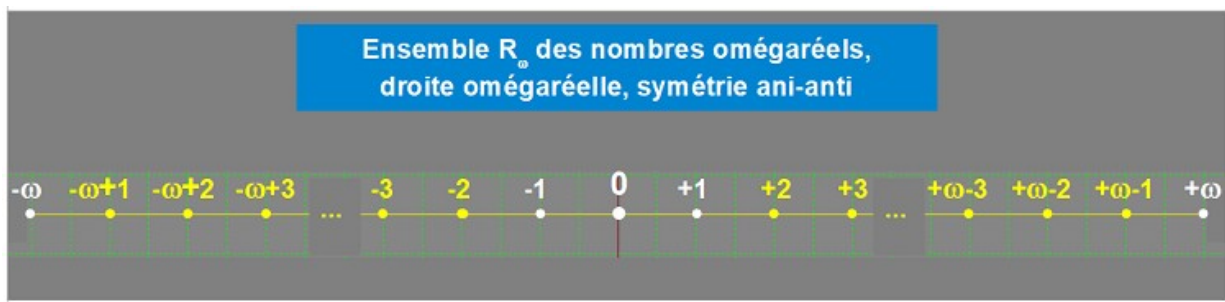 Ensemble Rω des nombres omégaréels,
droite omégaréelle, symétrie ani-anti
-ω -ω+1 -ω+2 -ω+3 ... -3 -2 -1 0 +1 +2 +3 ... +ω-3 +ω-2 +ω-1 +ω